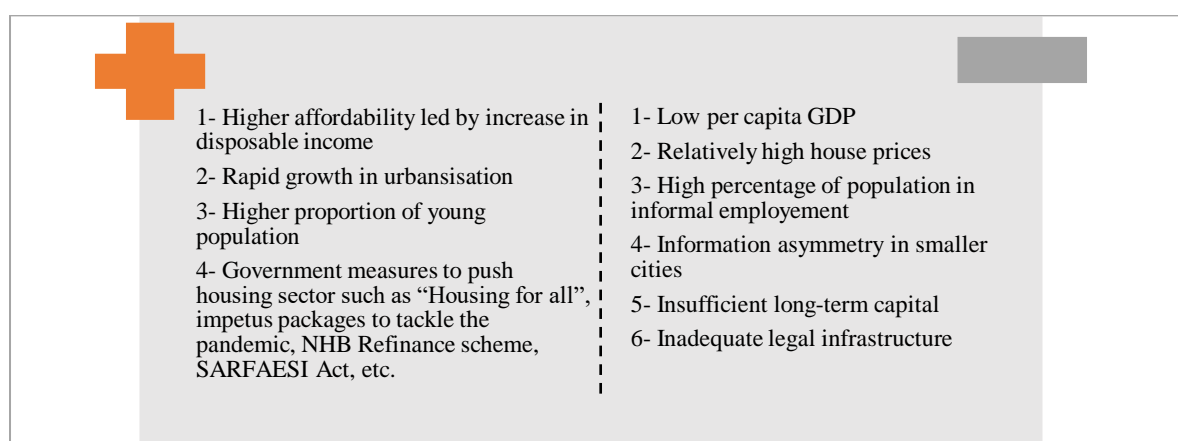 1- Higher affordability led by increase in
disposable income
2- Rapid growth in urbansisation
3- Higher proportion of young
population
4- Government measures to push
housing sector such as “Housing for all”,
impetus packages to tackle the
pandemic, NHB Refinance scheme,
SARFAESI Act, etc.
1- Low per capita GDP
2- Relatively high house prices
3- High percentage of population in
informal employement
4- Information asymmetry in smaller
cities
5- Insufficient long-term capital
6- Inadequate legal infrastructure